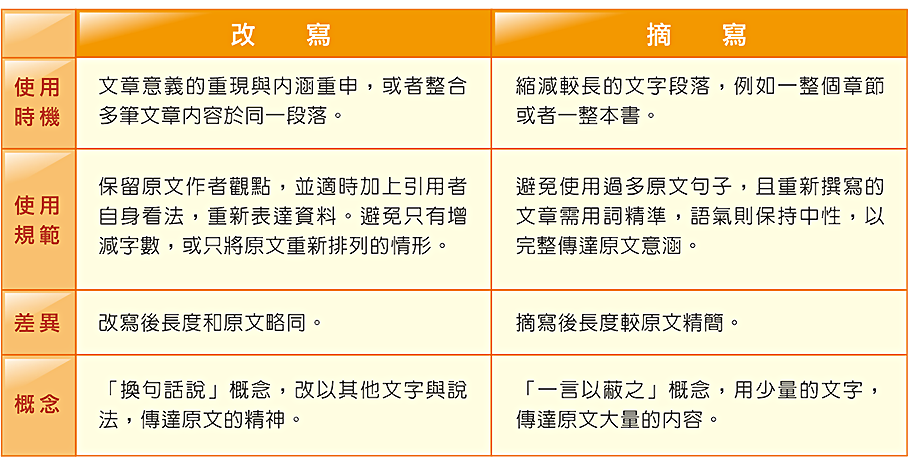 改 寫
摘 寫
使用
時機
文章意義的重現與內涵重申，或者整合
多筆文章內容於同一段落。
縮減較長的文字段落，例如一整個章節
或者一整本書。
使用
規範
保留原文作者觀點，並適時加上引用者
自身看法，重新表達資料。避免只有增
減字數，或只將原文重新排列的情形。
避免使用過多原文句子，且重新撰寫的
文章需用詞精準，語氣則保持中性，以
完整傳達原文意涵。
差異
改寫後長度和原文略同。
摘寫後長度較原文精簡。
概念
「換句話說」概念，改以其他文字與說
法，傳達原文的精神。
「一言以蔽之」概念，用少量的文字，
傳達原文大量的內容。